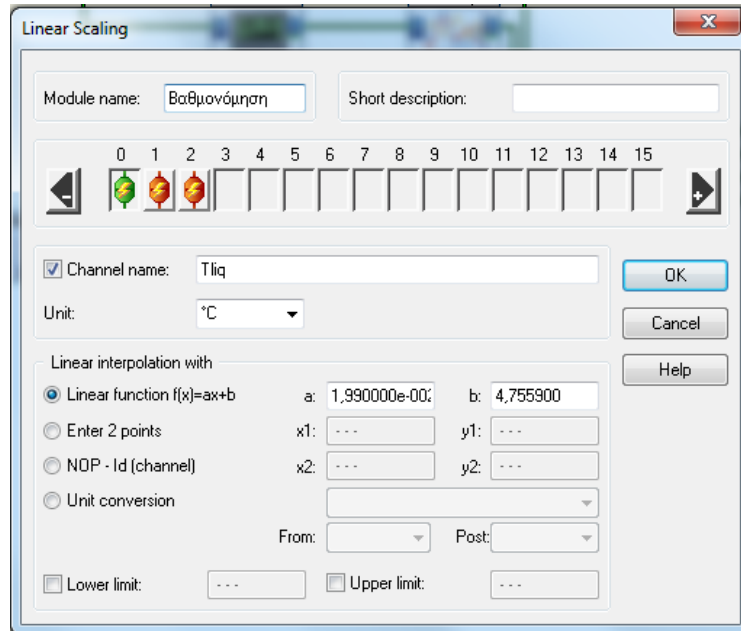 Linear Scaling
Module name: Βαθμονόμηση Short description:
0 1 2 3 4 5 6 7 8 9 10 11 12 13 14 15
Channel name: Tliq
OK
Unit: °C
Cancel
Linear interpolation with
Help
Linear function f(x)=ax+b a: 1,990000e-002 b: 4,755900
Enter 2 points x1: --- y1: ---
NOP - Id (channel) x2: --- y2: ---
Unit conversion
From: Post:
Lower limit: --- Upper limit: ---